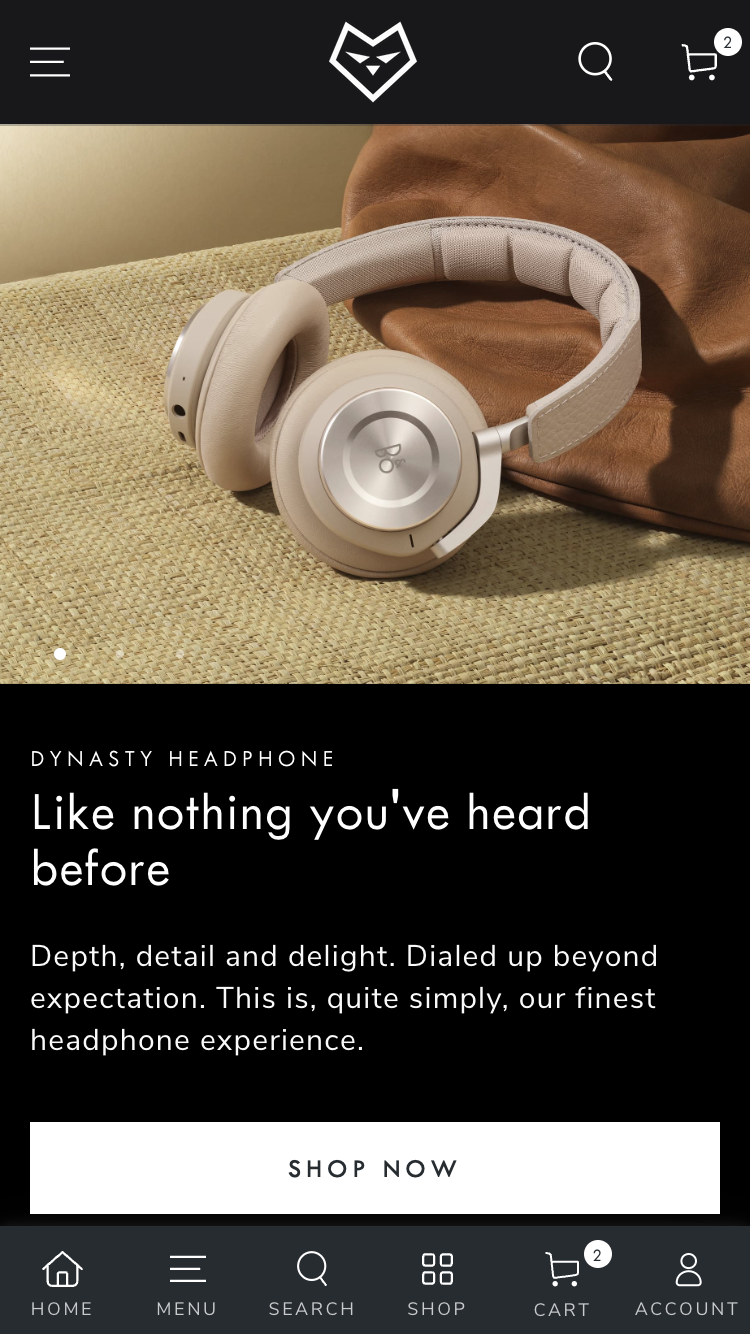 2
B&O
DYNASTY HEADPHONE
Like nothing you've heard
before
Depth, detail and delight. Dialed up beyond
expectation. This is, quite simply, our finest
headphone experience.
SHOP NOW
2
HOME MENU SEARCH SHOP CART ACCOUNT